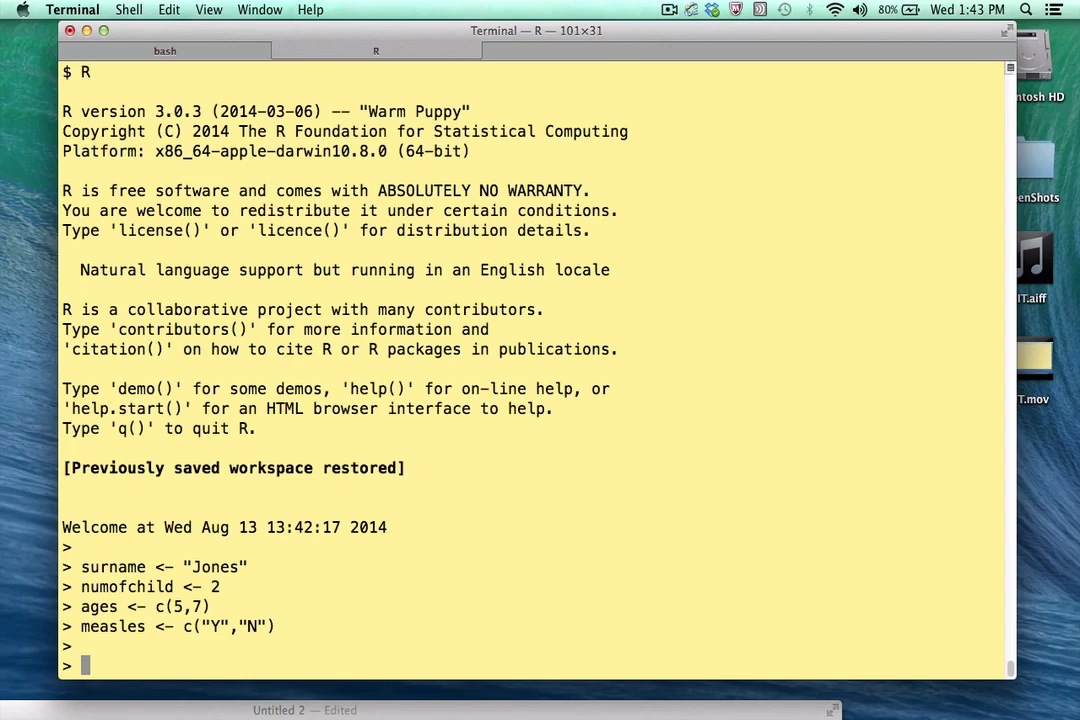 Terminal Shell Edit View Window Help 80% Wed 1:43 PM
Terminal — R — 101×31
bash R
$ R
R version 3.0.3 (2014-03-06) -- "Warm Puppy"
Copyright (C) 2014 The R Foundation for Statistical Computing
Platform: x86_64-apple-darwin10.8.0 (64-bit)
R is free software and comes with ABSOLUTELY NO WARRANTY.
You are welcome to redistribute it under certain conditions.
Type 'license()' or 'licence()' for distribution details.
Natural language support but running in an English locale
R is a collaborative project with many contributors.
Type 'contributors()' for more information and
'citation()' on how to cite R or R packages in publications.
Type 'demo()' for some demos, 'help()' for on-line help, or
'help.start()' for an HTML browser interface to help.
Type 'q()' to quit R.
[Previously saved workspace restored]
Welcome at Wed Aug 13 13:42:17 2014
>
> surname <- "Jones"
> numofchild <- 2
> ages <- c(5,7)
> measles <- c("Y","N")
>
>
ntosh HD
enShots
IT.aiff
T.mov
Untitled 2 — Edited